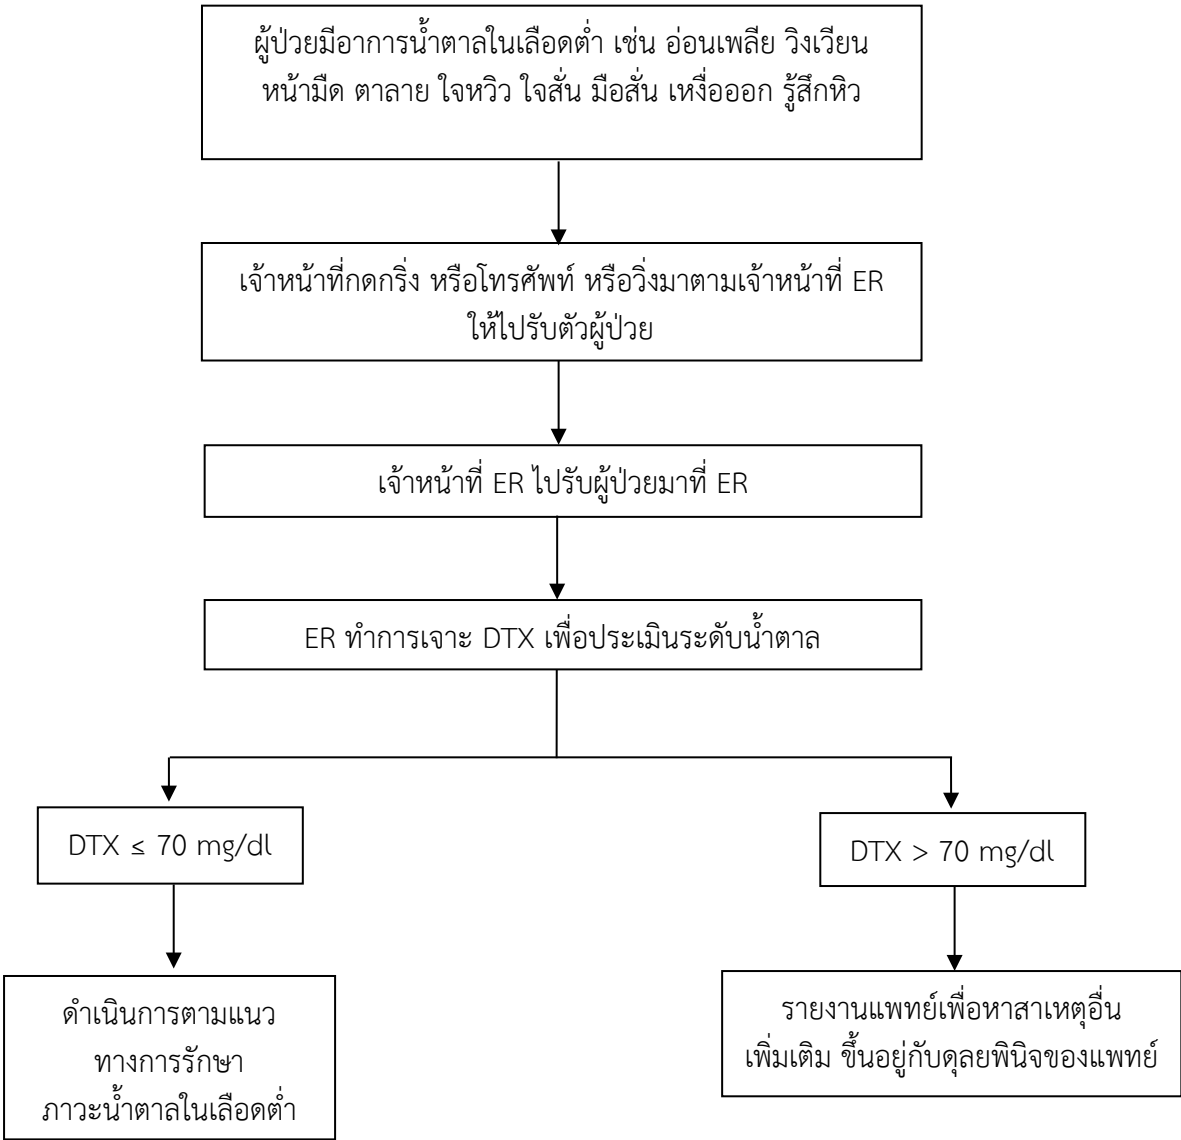 ผู้ป่วยมีอาการน้ำตาลในเลือดต่ำ เช่น อ่อนเพลีย วิงเวียน
หน้ามืด ตาลาย ใจหวิว ใจสั่น มือสั่น เหงื่อออก รู้สึกหิว
เจ้าหน้าที่กดกริ่ง หรือโทรศัพท์ หรือวิ่งมาตามเจ้าหน้าที่ ER
ให้ไปรับตัวผู้ป่วย
เจ้าหน้าที่ ER ไปรับผู้ป่วยมาที่ ER
ER ทำการเจาะ DTX เพื่อประเมินระดับน้ำตาล
DTX ≤ 70 mg/dl
DTX > 70 mg/dl
ดำเนินการตามแนว
ทางการรักษา
ภาวะน้ำตาลในเลือดต่ำ
รายงานแพทย์เพื่อหาสาเหตุอื่น
เพิ่มเติม ขึ้นอยู่กับดุลยพินิจของแพทย์